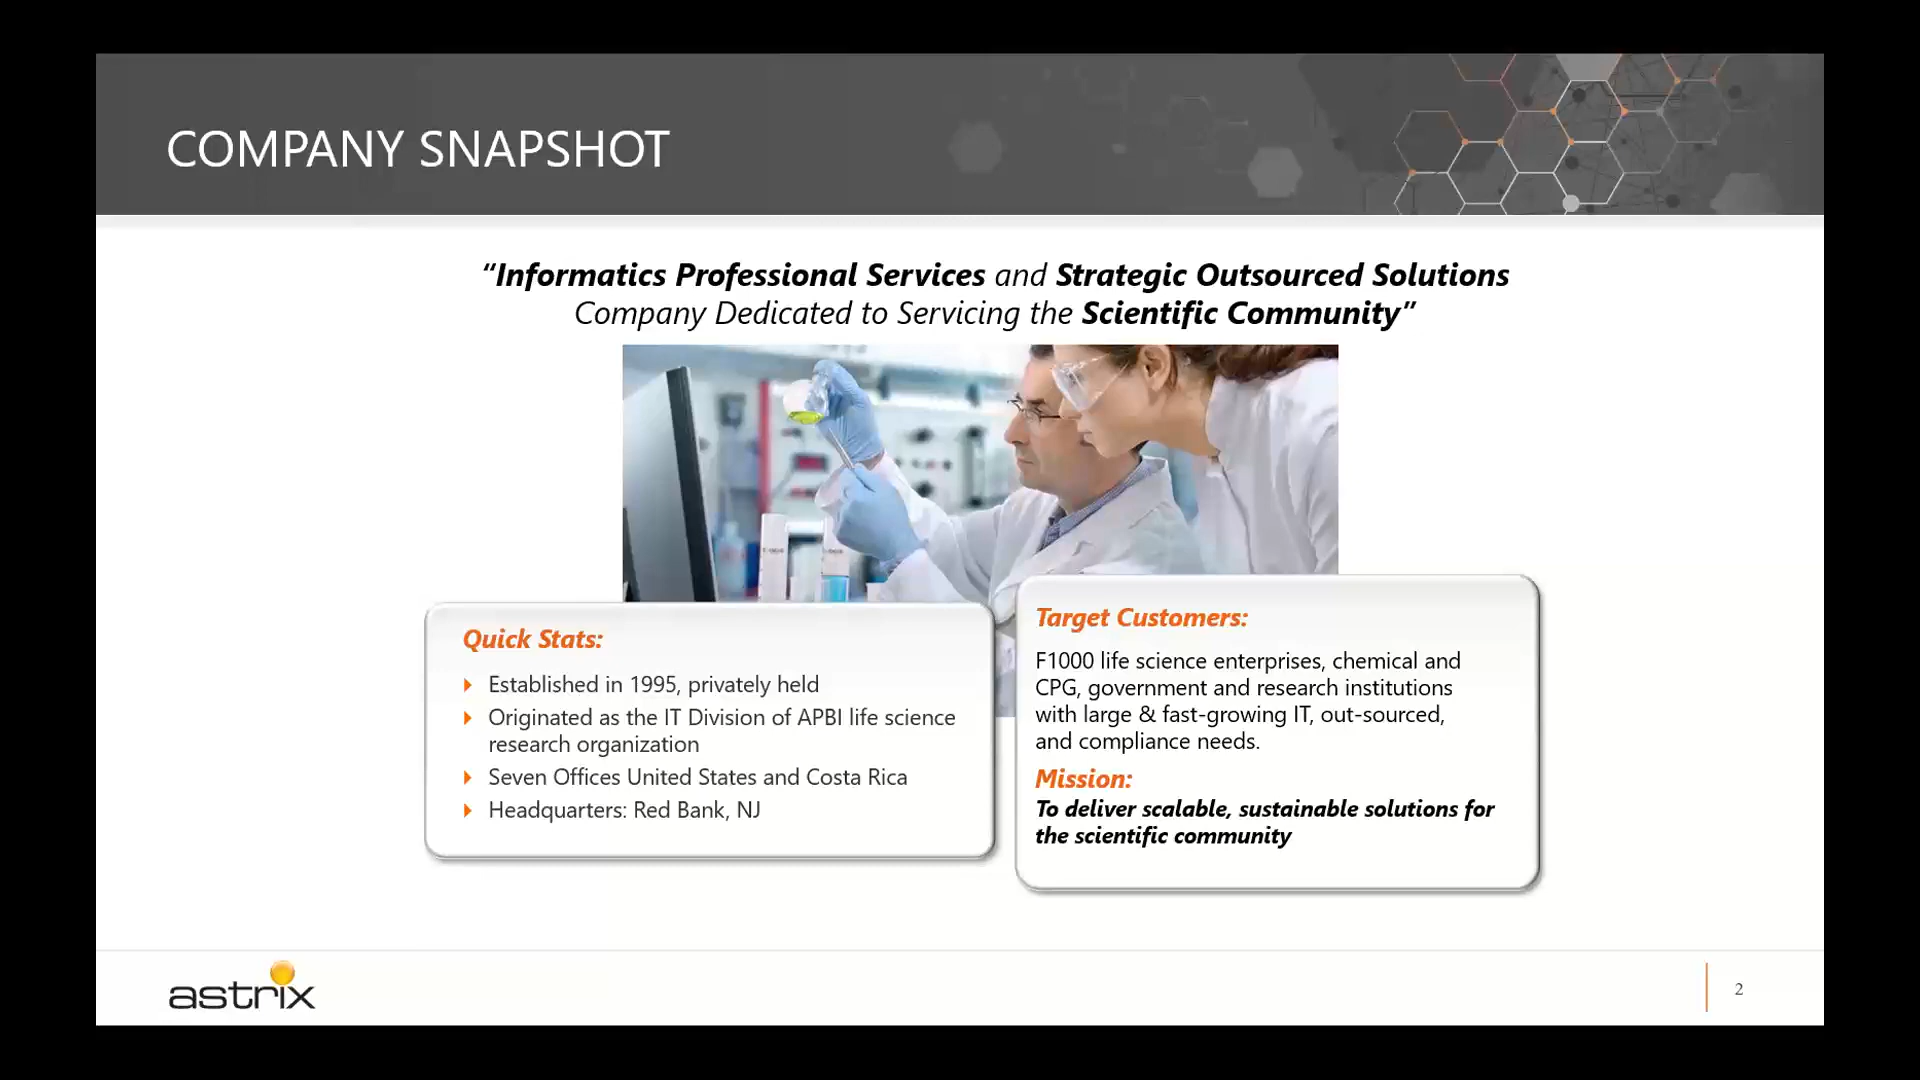 COMPANY SNAPSHOT
“Informatics Professional Services and Strategic Outsourced Solutions
Company Dedicated to Servicing the Scientific Community”
Quick Stats:
Established in 1995, privately held
Originated as the IT Division of APBI life science
research organization
Seven Offices United States and Costa Rica
Headquarters: Red Bank, NJ
Target Customers:
F1000 life science enterprises, chemical and
CPG, government and research institutions
with large & fast-growing IT, out-sourced,
and compliance needs.
Mission:
To deliver scalable, sustainable solutions for
the scientific community
astrix
2